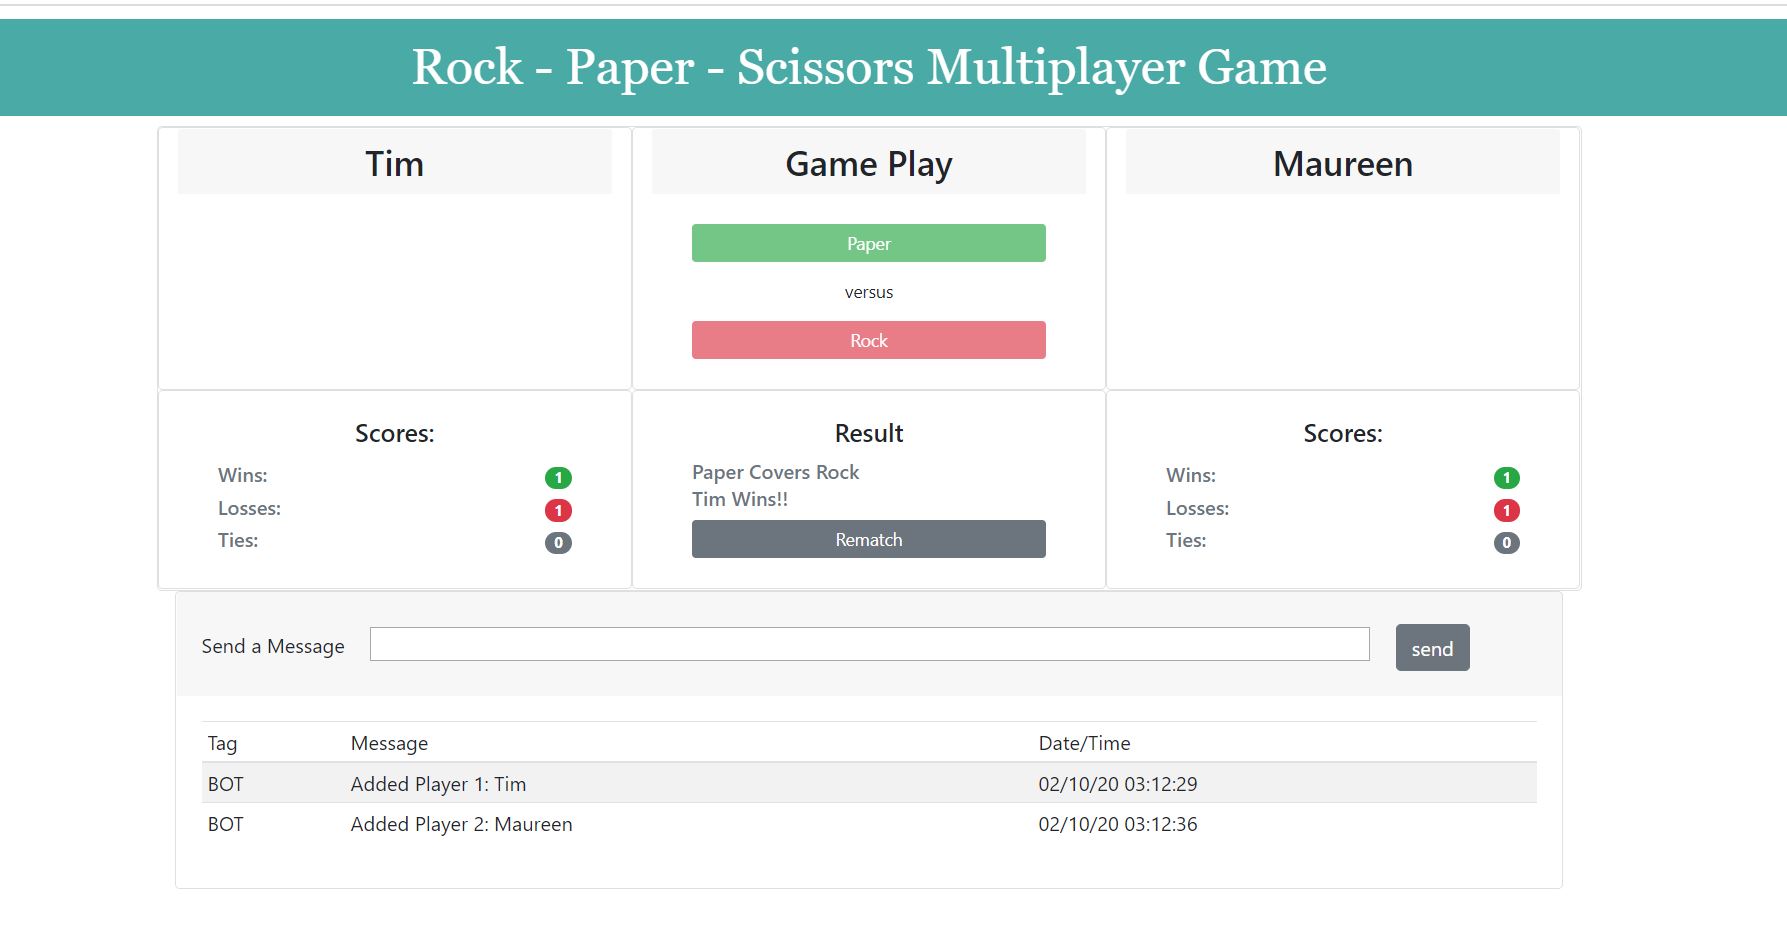 Rock - Paper - Scissors Multiplayer Game
Tim
Game Play
Maureen
Paper
versus
Rock
Scores:
Wins: 1
Losses: 1
Ties: 0
Result
Paper Covers Rock
Tim Wins!!
Rematch
Scores:
Wins: 1
Losses: 1
Ties: 0
Send a Message
send
Tag Message Date/Time
BOT Added Player 1: Tim 02/10/20 03:12:29
BOT Added Player 2: Maureen 02/10/20 03:12:36